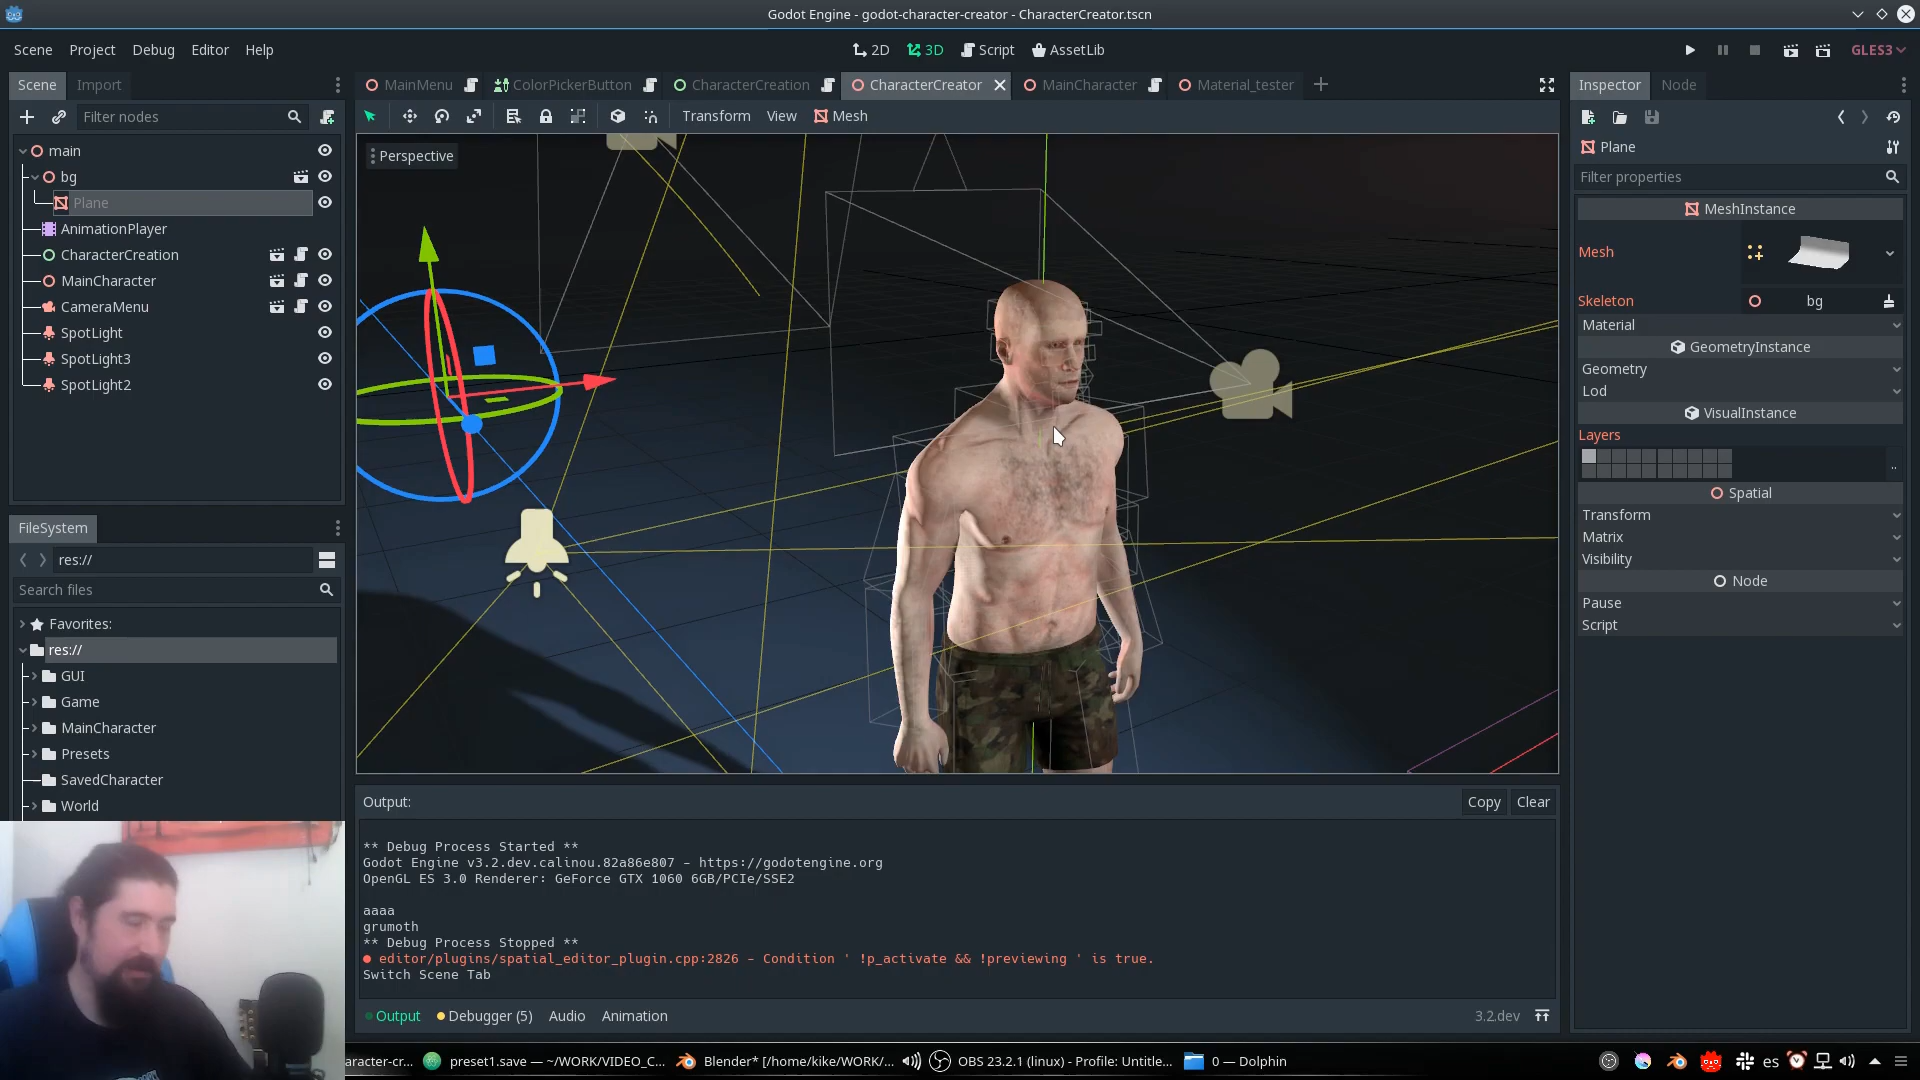 Godot Engine - godot-character-creator - CharacterCreator.tscn
Scene Project Debug Editor Help
2D 3D Script AssetLib
GLES3
Scene Import
MainMenu ColorPickerButton CharacterCreation CharacterCreator MainCharacter Material_tester
Inspector Node
Filter nodes
Transform View Mesh
main
bg
Plane
AnimationPlayer
CharacterCreation
MainCharacter
CameraMenu
SpotLight
SpotLight3
SpotLight2
Perspective
Plane
Filter properties
MeshInstance
Mesh
Skeleton bg
Material
GeometryInstance
Geometry
Lod
VisualInstance
Layers
..
Spatial
Transform
Matrix
Visibility
Node
Pause
Script
FileSystem
res://
Search files
Favorites:
res://
GUI
Game
MainCharacter
Presets
SavedCharacter
World
Output:
Copy Clear
** Debug Process Started **
Godot Engine v3.2.dev.calinou.82a86e807 - https://godotengine.org
OpenGL ES 3.0 Renderer: GeForce GTX 1060 6GB/PCIe/SSE2
aaaa
grumoth
** Debug Process Stopped **
editor/plugins/spatial_editor_plugin.cpp:2826 - Condition ' !p_activate && !previewing ' is true.
Switch Scene Tab
Output Debugger (5) Audio Animation
3.2.dev
aracter-cr... preset1.save — ~/WORK/VIDEO_C... Blender* [/home/kike/WORK/... OBS 23.2.1 (linux) - Profile: Untitle... 0 — Dolphin
es